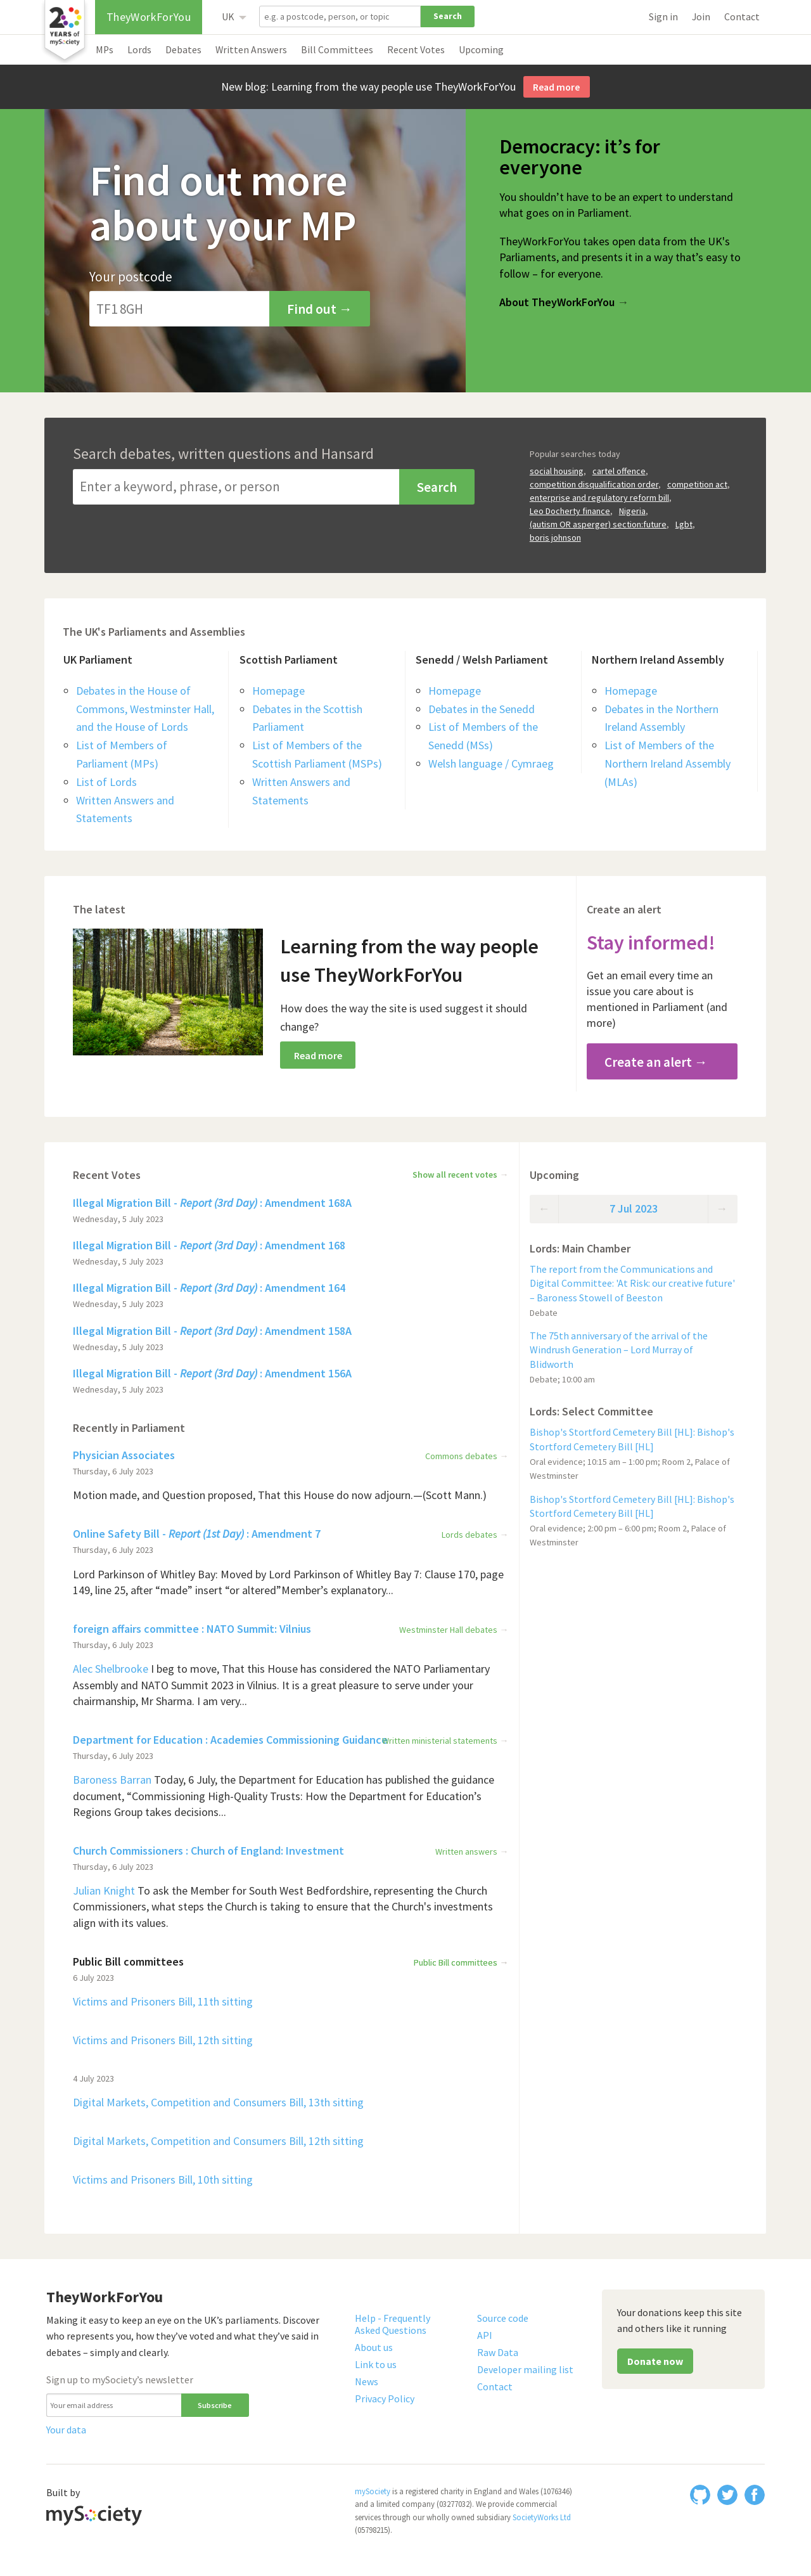 20
YEARS of
mySociety
TheyWorkForYou
UK
e.g. a postcode, person, or topic
Search
Sign in
Join
Contact
MPs
Lords
Debates
Written Answers
Bill Committees
Recent Votes
Upcoming
New blog: Learning from the way people use TheyWorkForYou
Read more
Find out more
about your MP
Your postcode
TF1 8GH
Find out →
Democracy: it’s for
everyone
You shouldn’t have to be an expert to understand
what goes on in Parliament.
TheyWorkForYou takes open data from the UK's
Parliaments, and presents it in a way that’s easy to
follow – for everyone.
About TheyWorkForYou →
Search debates, written questions and Hansard
Enter a keyword, phrase, or person
Search
Popular searches today
social housing, cartel offence,
competition disqualification order, competition act,
enterprise and regulatory reform bill,
Leo Docherty finance, Nigeria,
(autism OR asperger) section:future, Lgbt,
boris johnson
The UK's Parliaments and Assemblies
UK Parliament
Debates in the House of
Commons, Westminster Hall,
and the House of Lords
List of Members of
Parliament (MPs)
List of Lords
Written Answers and
Statements
Scottish Parliament
Homepage
Debates in the Scottish
Parliament
List of Members of the
Scottish Parliament (MSPs)
Written Answers and
Statements
Senedd / Welsh Parliament
Homepage
Debates in the Senedd
List of Members of the
Senedd (MSs)
Welsh language / Cymraeg
Northern Ireland Assembly
Homepage
Debates in the Northern
Ireland Assembly
List of Members of the
Northern Ireland Assembly
(MLAs)
The latest
Learning from the way people
use TheyWorkForYou
How does the way the site is used suggest it should
change?
Read more
Create an alert
Stay informed!
Get an email every time an
issue you care about is
mentioned in Parliament (and
more)
Create an alert →
Recent Votes
Show all recent votes →
Illegal Migration Bill - Report (3rd Day) : Amendment 168A
Wednesday, 5 July 2023
Illegal Migration Bill - Report (3rd Day) : Amendment 168
Wednesday, 5 July 2023
Illegal Migration Bill - Report (3rd Day) : Amendment 164
Wednesday, 5 July 2023
Illegal Migration Bill - Report (3rd Day) : Amendment 158A
Wednesday, 5 July 2023
Illegal Migration Bill - Report (3rd Day) : Amendment 156A
Wednesday, 5 July 2023
Recently in Parliament
Physician Associates
Commons debates →
Thursday, 6 July 2023
Motion made, and Question proposed, That this House do now adjourn.—(Scott Mann.)
Online Safety Bill - Report (1st Day) : Amendment 7
Lords debates →
Thursday, 6 July 2023
Lord Parkinson of Whitley Bay: Moved by Lord Parkinson of Whitley Bay 7: Clause 170, page
149, line 25, after “made” insert “or altered”Member’s explanatory...
foreign affairs committee : NATO Summit: Vilnius
Westminster Hall debates →
Thursday, 6 July 2023
Alec Shelbrooke I beg to move, That this House has considered the NATO Parliamentary
Assembly and NATO Summit 2023 in Vilnius. It is a great pleasure to serve under your
chairmanship, Mr Sharma. I am very...
Department for Education : Academies Commissioning Guidance
Written ministerial statements →
Thursday, 6 July 2023
Baroness Barran Today, 6 July, the Department for Education has published the guidance
document, “Commissioning High-Quality Trusts: How the Department for Education’s
Regions Group takes decisions...
Church Commissioners : Church of England: Investment
Written answers →
Thursday, 6 July 2023
Julian Knight To ask the Member for South West Bedfordshire, representing the Church
Commissioners, what steps the Church is taking to ensure that the Church's investments
align with its values.
Public Bill committees
Public Bill committees →
6 July 2023
Victims and Prisoners Bill, 11th sitting
Victims and Prisoners Bill, 12th sitting
4 July 2023
Digital Markets, Competition and Consumers Bill, 13th sitting
Digital Markets, Competition and Consumers Bill, 12th sitting
Victims and Prisoners Bill, 10th sitting
Upcoming
← 7 Jul 2023 →
Lords: Main Chamber
The report from the Communications and
Digital Committee: 'At Risk: our creative future'
– Baroness Stowell of Beeston
Debate
The 75th anniversary of the arrival of the
Windrush Generation – Lord Murray of
Blidworth
Debate; 10:00 am
Lords: Select Committee
Bishop's Stortford Cemetery Bill [HL]: Bishop's
Stortford Cemetery Bill [HL]
Oral evidence; 10:15 am – 1:00 pm; Room 2, Palace of
Westminster
Bishop's Stortford Cemetery Bill [HL]: Bishop's
Stortford Cemetery Bill [HL]
Oral evidence; 2:00 pm – 6:00 pm; Room 2, Palace of
Westminster
TheyWorkForYou
Making it easy to keep an eye on the UK’s parliaments. Discover
who represents you, how they’ve voted and what they’ve said in
debates – simply and clearly.
Sign up to mySociety’s newsletter
Your email address
Subscribe
Your data
Help - Frequently
Asked Questions
About us
Link to us
News
Privacy Policy
Source code
API
Raw Data
Developer mailing list
Contact
Your donations keep this site
and others like it running
Donate now
Built by
mySociety
mySociety is a registered charity in England and Wales (1076346)
and a limited company (03277032). We provide commercial
services through our wholly owned subsidiary SocietyWorks Ltd
(05798215).